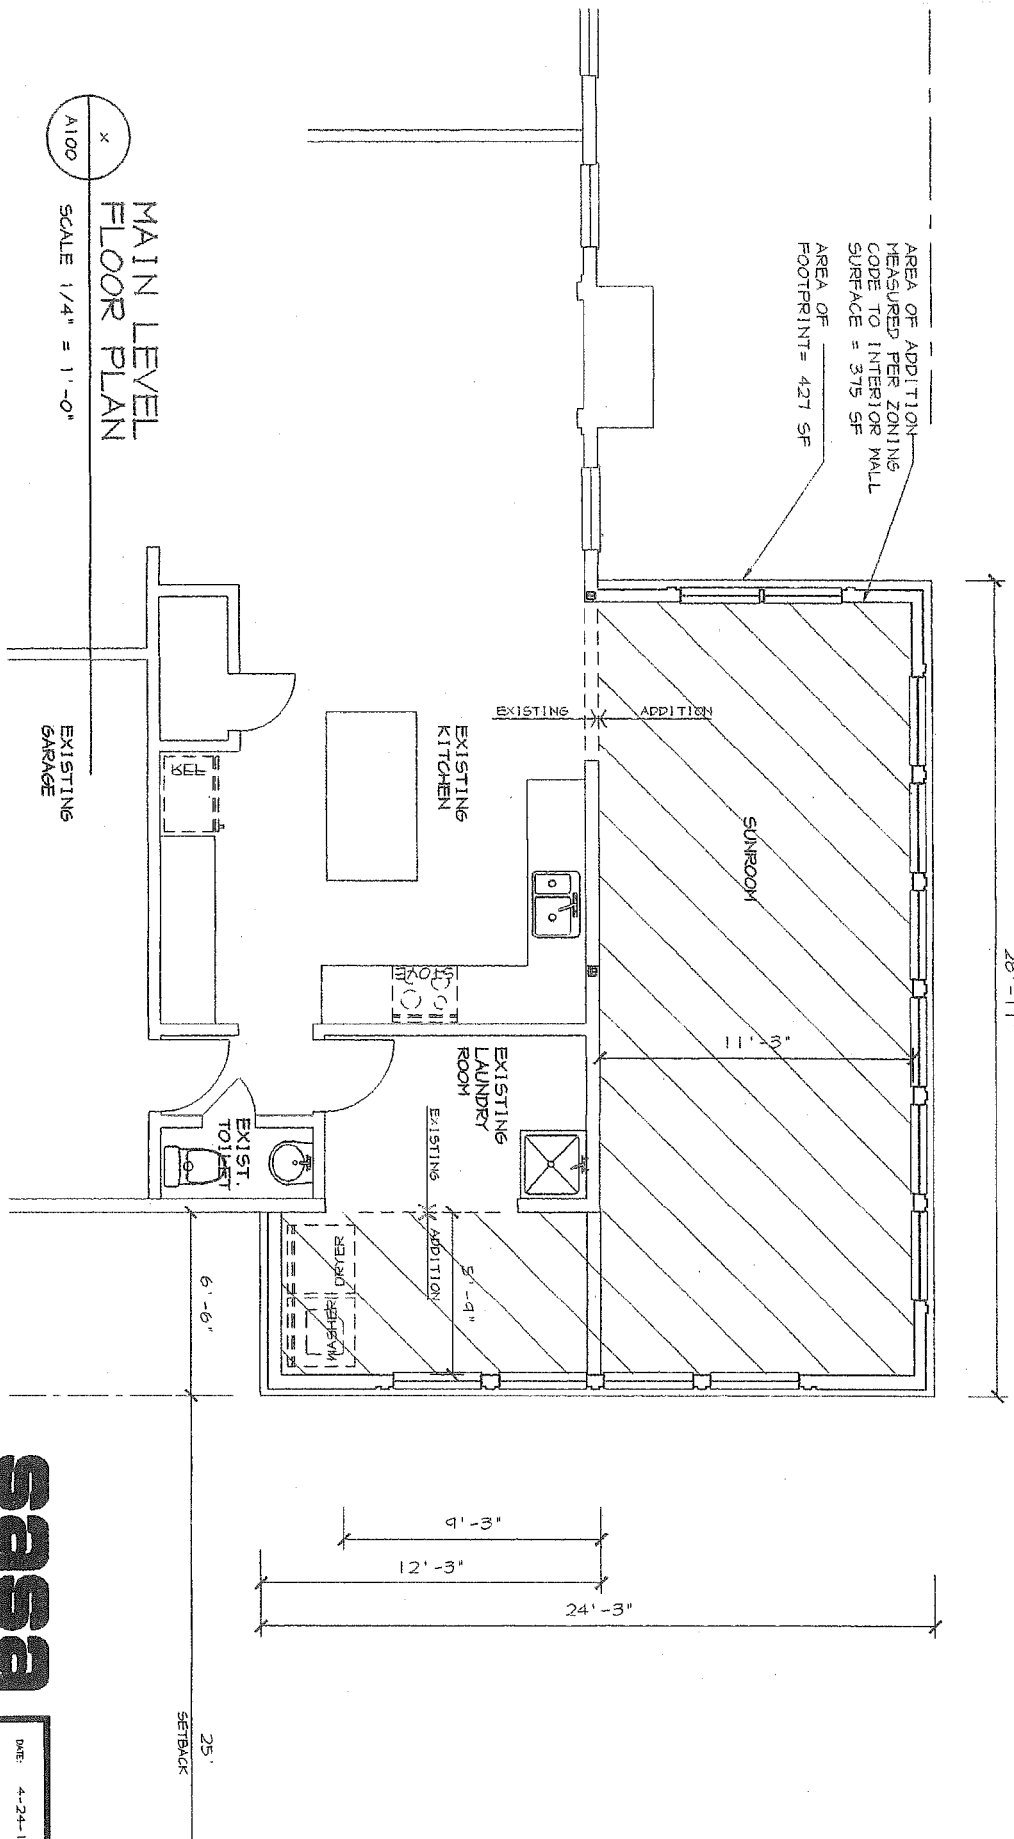 AREA OF ADDITION
MEASURED PER ZONING
CODE TO INTERIOR WALL
SURFACE = 375 SF
AREA OF
FOOTPRINT= 427 SF
MAIN LEVEL
FLOOR PLAN
X
A100
SCALE 1/4" = 1'-0"
EXISTING
ADDITION
SUNROOM
EXISTING
KITCHEN
REF
EXISTING
GARAGE
STOVE
11'-3"
EXISTING
LAUNDRY
ROOM
EXIST.
TOILET
EXISTING
ADDITION
DRYER
WASHER
5'-9"
6'-6"
9'-3"
12'-3"
24'-3"
25'
SETBACK
sasa
DATE: